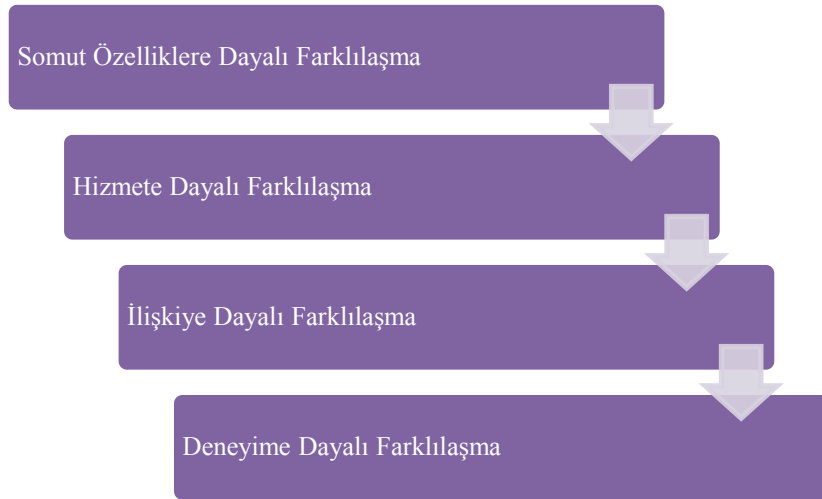 Somut Özelliklere Dayalı Farklılaşma
Hizmete Dayalı Farklılaşma
İlişkiye Dayalı Farklılaşma
Deneyime Dayalı Farklılaşma